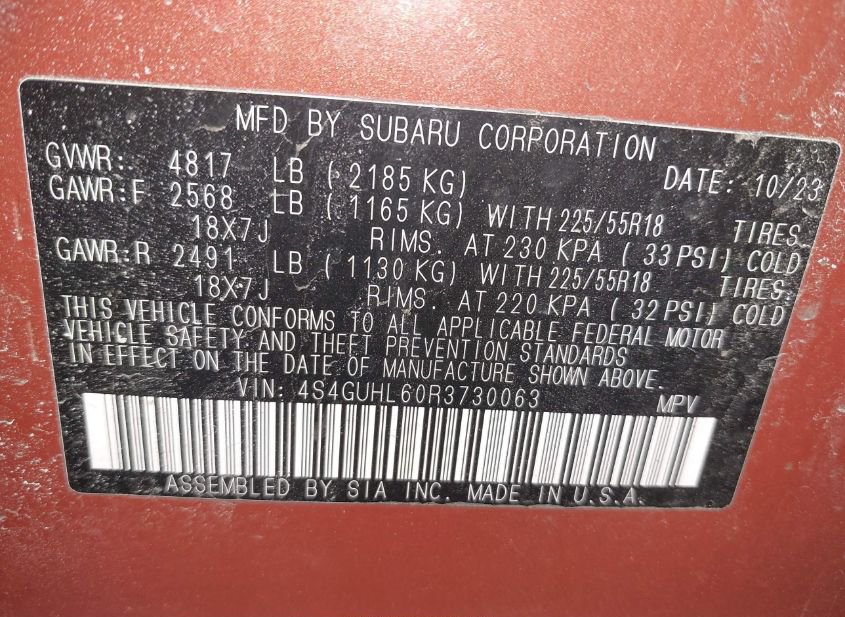 MFD BY SUBARU CORPORATION
GVWR: 4817 LB ( 2185 KG) DATE: 10/23
GAWR:F 2568 LB ( 1165 KG) WITH 225/55R18 TIRES
18X7J RIMS. AT 230 KPA ( 33 PSI) COLD
GAWR:R 2491 LB ( 1130 KG) WITH 225/55R18 TIRES
18X7J RIMS. AT 220 KPA ( 32 PSI) COLD
THIS VEHICLE CONFORMS TO ALL APPLICABLE FEDERAL MOTOR
VEHICLE SAFETY AND THEFT PREVENTION STANDARDS
IN EFFECT ON THE DATE OF MANUFACTURE SHOWN ABOVE.
VIN: 4S4GUHL60R3730063 MPV
ASSEMBLED BY SIA INC. MADE IN U.S.A.